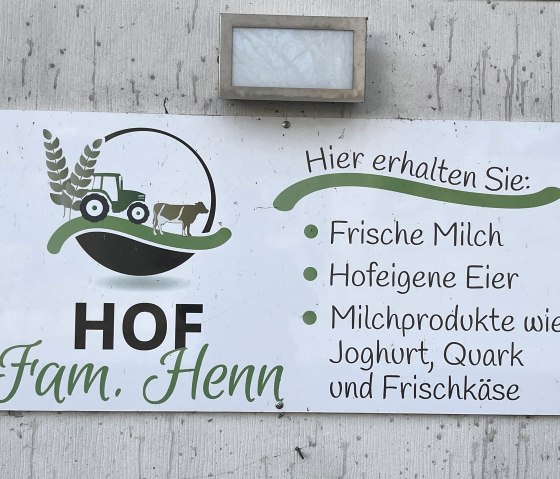 HOF
Fam. Henn
Hier erhalten Sie:
Frische Milch
Hofeigene Eier
Milchprodukte wie
Joghurt, Quark
und Frischkäse